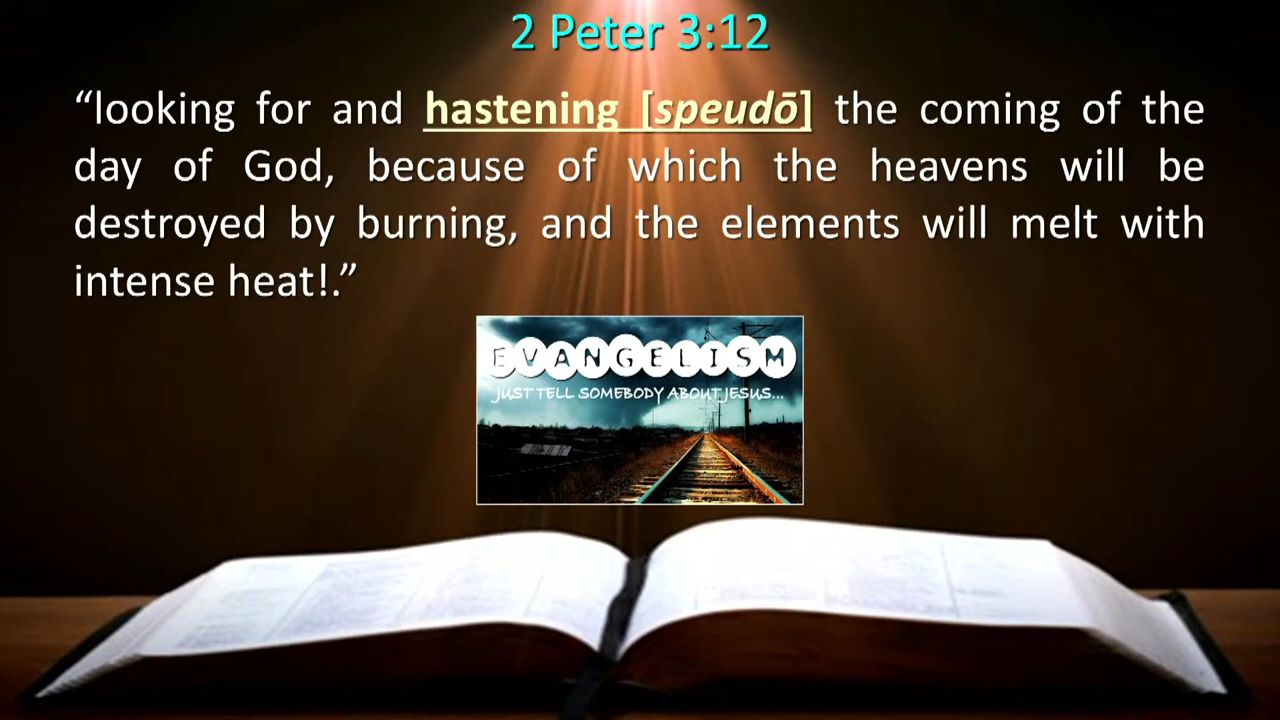 2 Peter 3:12
“looking for and hastening [speudō] the coming of the
day of God, because of which the heavens will be
destroyed by burning, and the elements will melt with
intense heat!.”
EVANGELISM
JUST TELL SOMEBODY ABOUT JESUS...